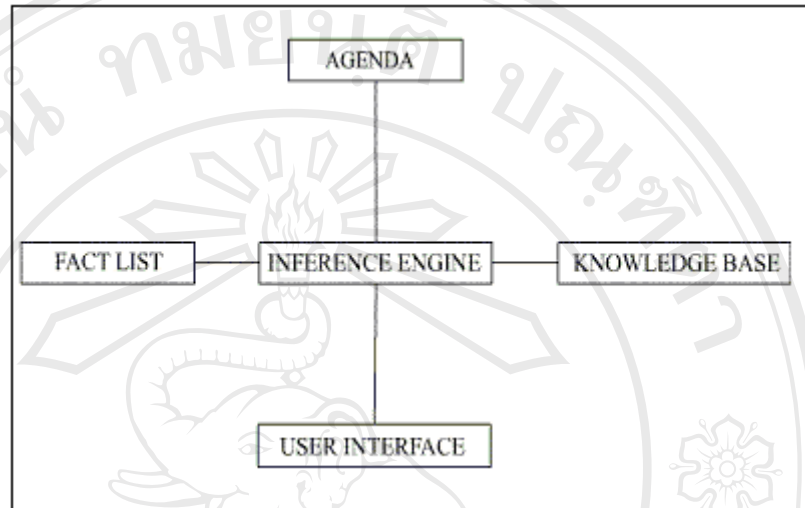 AGENDA
FACT LIST
INFERENCE ENGINE
KNOWLEDGE BASE
USER INTERFACE